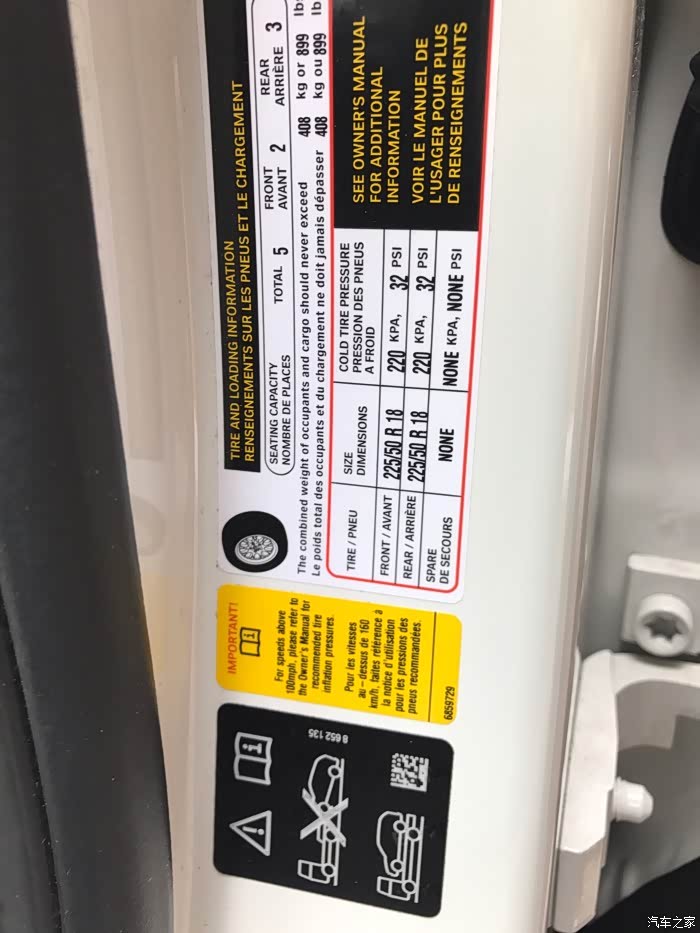 TIRE AND LOADING INFORMATION
RENSEIGNEMENTS SUR LES PNEUS ET LE CHARGEMENT
SEATING CAPACITY TOTAL 5 FRONT 2 REAR 3
NOMBRE DE PLACES AVANT ARRIÈRE
The combined weight of occupants and cargo should never exceed 408 kg or 899 lb
Le poids total des occupants et du chargement ne doit jamais dépasser 408 kg ou 899 lb
TIRE / PNEU
SIZE
DIMENSIONS
COLD TIRE PRESSURE
PRESSION DES PNEUS
A FROID
FRONT / AVANT 225/50 R 18 220 KPA, 32 PSI
REAR / ARRIÈRE 225/50 R 18 220 KPA, 32 PSI
SPARE
DE SECOURS
NONE NONE KPA, NONE PSI
SEE OWNER'S MANUAL
FOR ADDITIONAL
INFORMATION
VOIR LE MANUEL DE
L'USAGER POUR PLUS
DE RENSEIGNEMENTS
IMPORTANT!
For speeds above
100mph, please refer to
the Owner's Manual for
recommended tire
inflation pressures.
Pour les vitesses
au-dessus de 160
km/h, faites référence à
la notice d'utilisation
pour les pressions des
pneus recommandées.
6859729
8 652 135
汽车之家